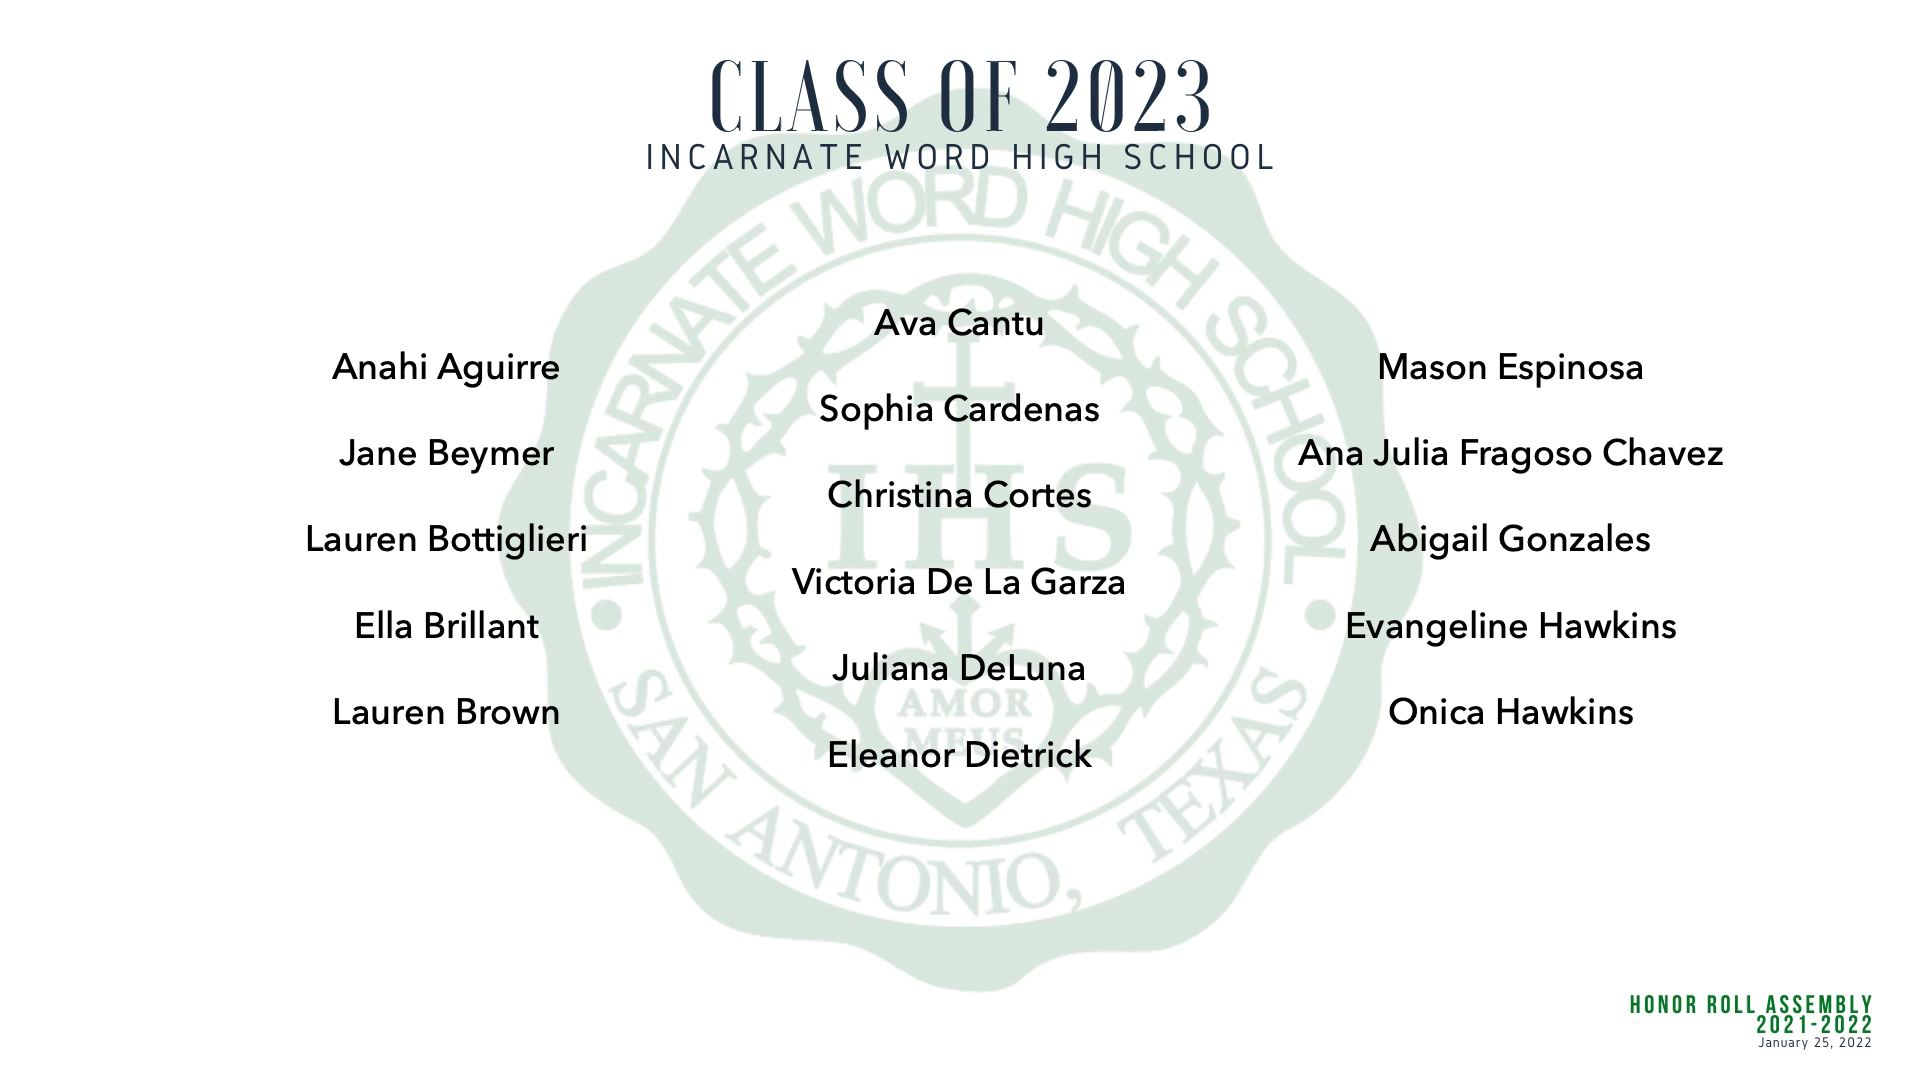 CLASS OF 2023
INCARNATE WORD HIGH SCHOOL
INCARNATE WORD HIGH SCHOOL
Anahi Aguirre
Jane Beymer
Lauren Bottiglieri
Ella Brillant
Lauren Brown
Ava Cantu
Sophia Cardenas
Christina Cortes
Victoria De La Garza
Juliana DeLuna
Eleanor Dietrick
Mason Espinosa
Ana Julia Fragoso Chavez
Abigail Gonzales
Evangeline Hawkins
Onica Hawkins
IHS
AMOR
MEUS
SAN ANTONIO, TEXAS
HONOR ROLL ASSEMBLY
2021-2022
January 25, 2022